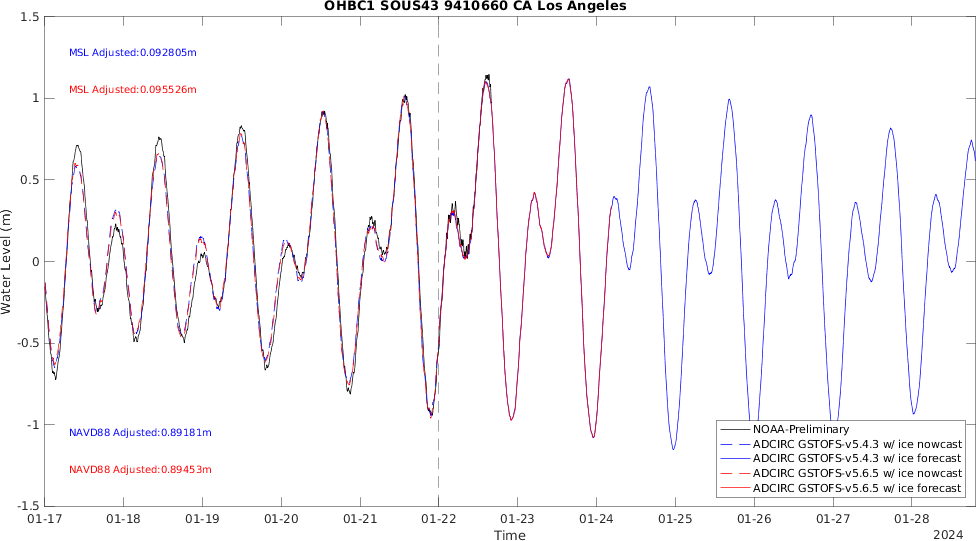 OHBC1 SOUS43 9410660 CA Los Angeles
1.5
MSL Adjusted:0.092805m
MSL Adjusted:0.095526m
1
0.5
0
-0.5
-1
-1.5
Water Level (m)
NAVD88 Adjusted:0.89181m
NAVD88 Adjusted:0.89453m
NOAA-Preliminary
ADCIRC GSTOFS-v5.4.3 w/ ice nowcast
ADCIRC GSTOFS-v5.4.3 w/ ice forecast
ADCIRC GSTOFS-v5.6.5 w/ ice nowcast
ADCIRC GSTOFS-v5.6.5 w/ ice forecast
01-17 01-18 01-19 01-20 01-21 01-22 01-23 01-24 01-25 01-26 01-27 01-28
Time
2024